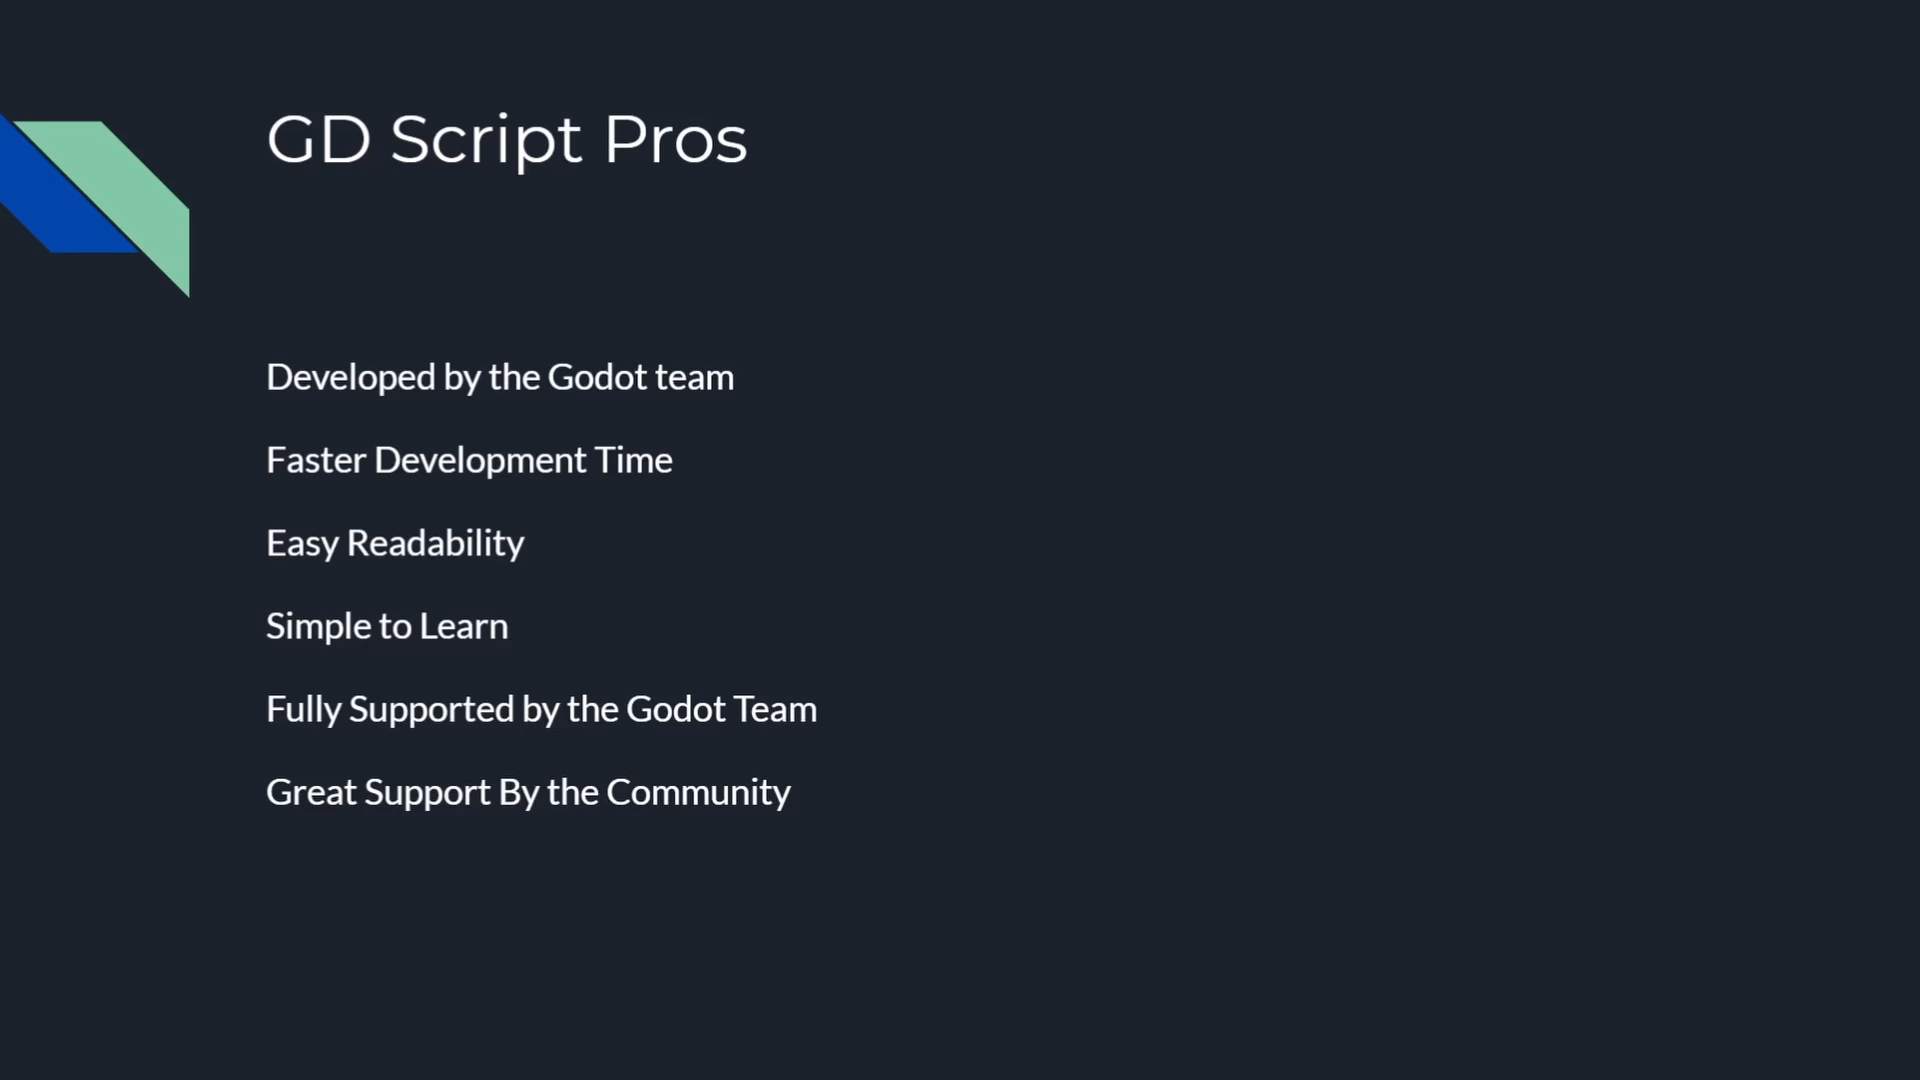 GD Script Pros
Developed by the Godot team
Faster Development Time
Easy Readability
Simple to Learn
Fully Supported by the Godot Team
Great Support By the Community